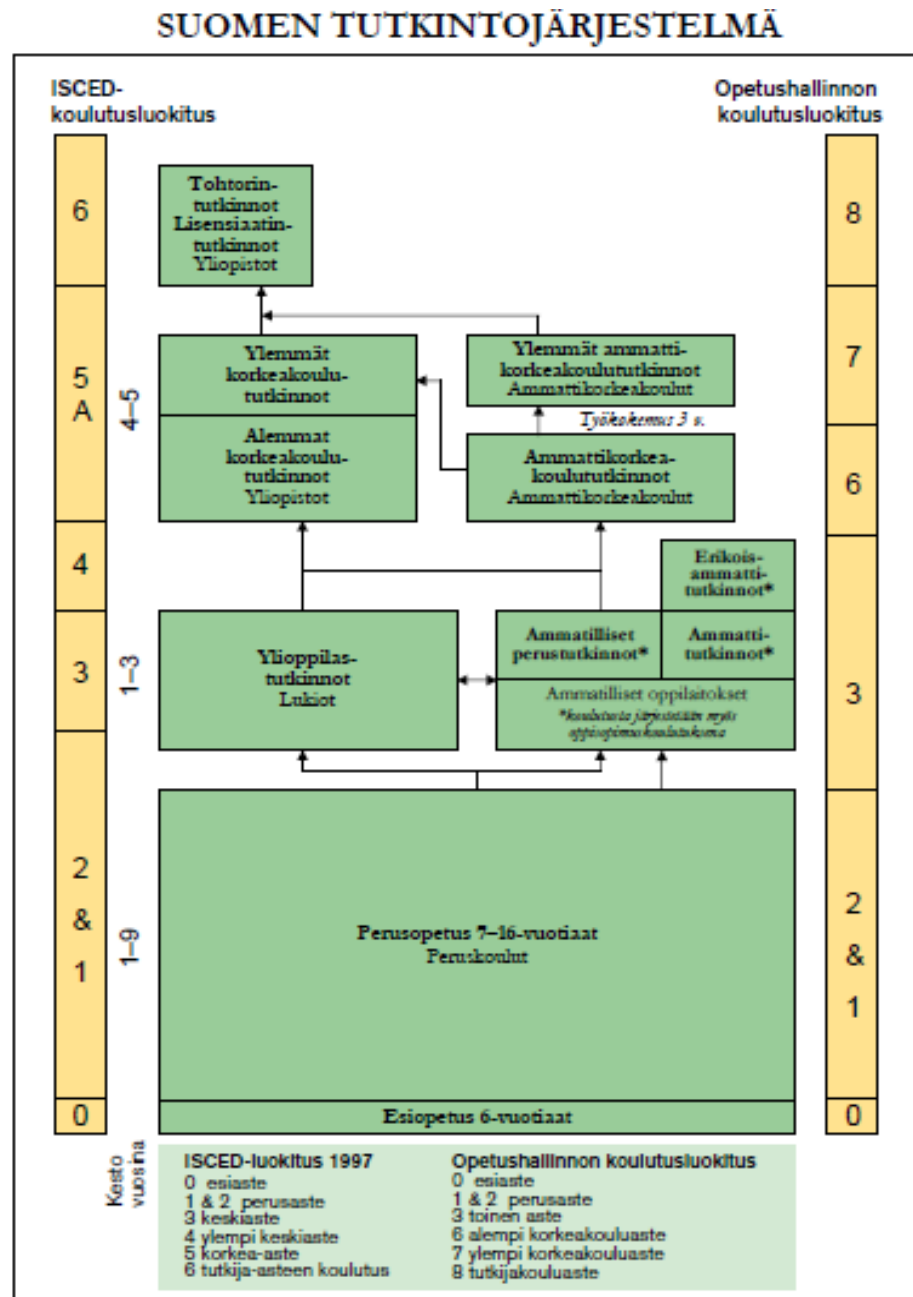 SUOMEN TUTKINTOJÄRJESTELMÄ
ISCED-
koulutusluokitus
Opetushallinnon
koulutusluokitus
6
5
A
4
3
2
&
1
0
4–5
1–3
1–9
Kesto
vuosina
Tohtorin-
tutkinnot
Lisensiaatin-
tutkinnot
Yliopistot
Ylemmät
korkeakoulu-
tutkinnot
Alemmat
korkeakoulu-
tutkinnot
Yliopistot
Ylemmät ammatti-
korkeakoulututkinnot
Ammattikorkeakoulut
Työkokemus 3 v.
Ammattikorkea-
koulututkinnot
Ammattikorkeakoulut
Erikois-
ammatti-
tutkinnot*
Ylioppilas-
tutkinnot
Lukiot
Ammatilliset
perustutkinnot*
Ammatti-
tutkinnot*
Ammatilliset oppilaitokset
*koulutusta järjestetään myös
oppisopimuskoulutuksena
Perusopetus 7–16-vuotiaat
Peruskoulut
Esiopetus 6-vuotiaat
8
7
6
3
2
&
1
0
ISCED-luokitus 1997
0 esiaste
1 & 2 perusaste
3 keskiaste
4 ylempi keskiaste
5 korkea-aste
6 tutkija-asteen koulutus
Opetushallinnon koulutusluokitus
0 esiaste
1 & 2 perusaste
3 toinen aste
6 alempi korkeakouluaste
7 ylempi korkeakouluaste
8 tutkijakouluaste